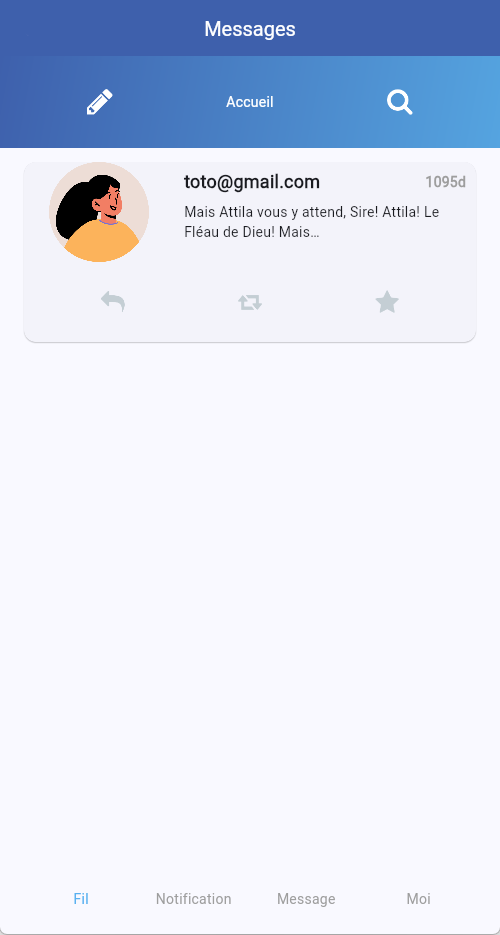 Messages
Accueil
toto@gmail.com
1095d
Mais Attila vous y attend, Sire! Attila! Le
Fléau de Dieu! Mais…
Fil
Notification
Message
Moi